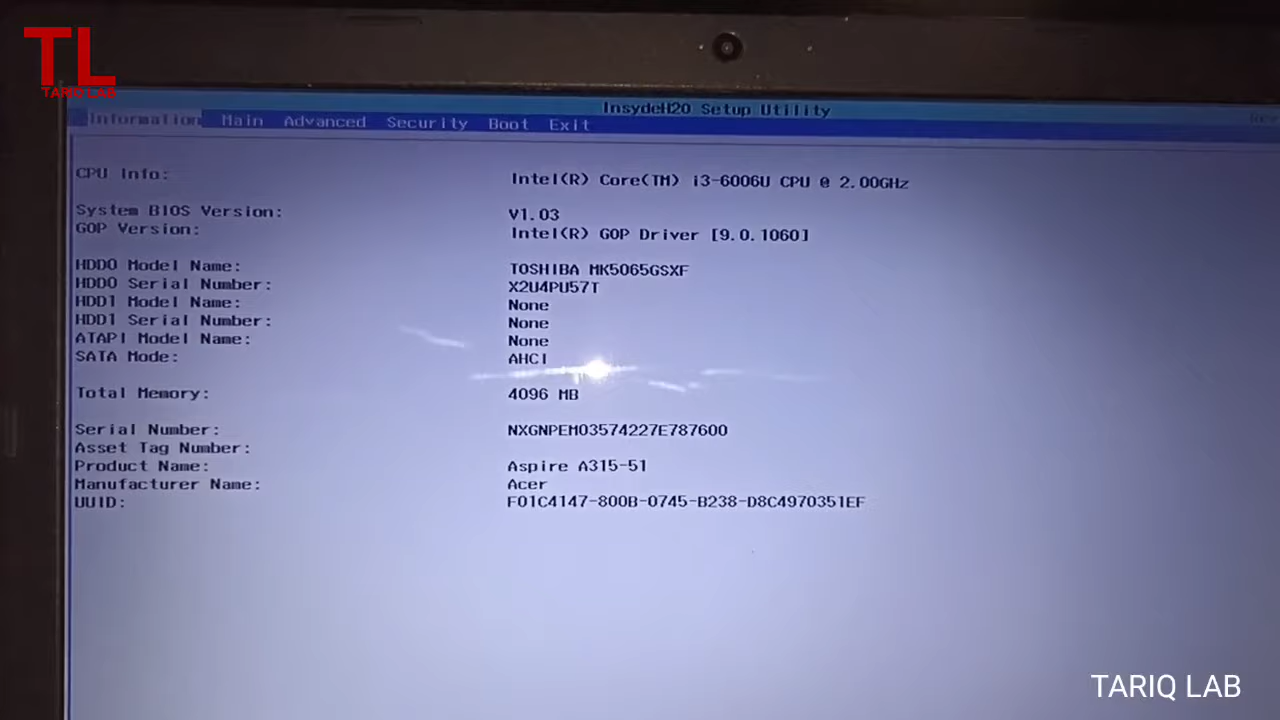 TL
TARIQ LAB
InsydeH20 Setup Utility
Information Main Advanced Security Boot Exit
CPU Info: Intel(R) Core(TM) i3-6006U CPU @ 2.00GHz
System BIOS Version: V1.03
GOP Version: Intel(R) GOP Driver [9.0.1060]
HDD0 Model Name: TOSHIBA MK5065GSXF
HDD0 Serial Number: X2U4PU57T
HDD1 Model Name: None
HDD1 Serial Number: None
ATAPI Model Name: None
SATA Mode: AHCI
Total Memory: 4096 MB
Serial Number: NXGNPEM03574227E787600
Asset Tag Number:
Product Name: Aspire A315-51
Manufacturer Name: Acer
UUID: F01C4147-800B-0745-B238-D8C4970351EF
TARIQ LAB